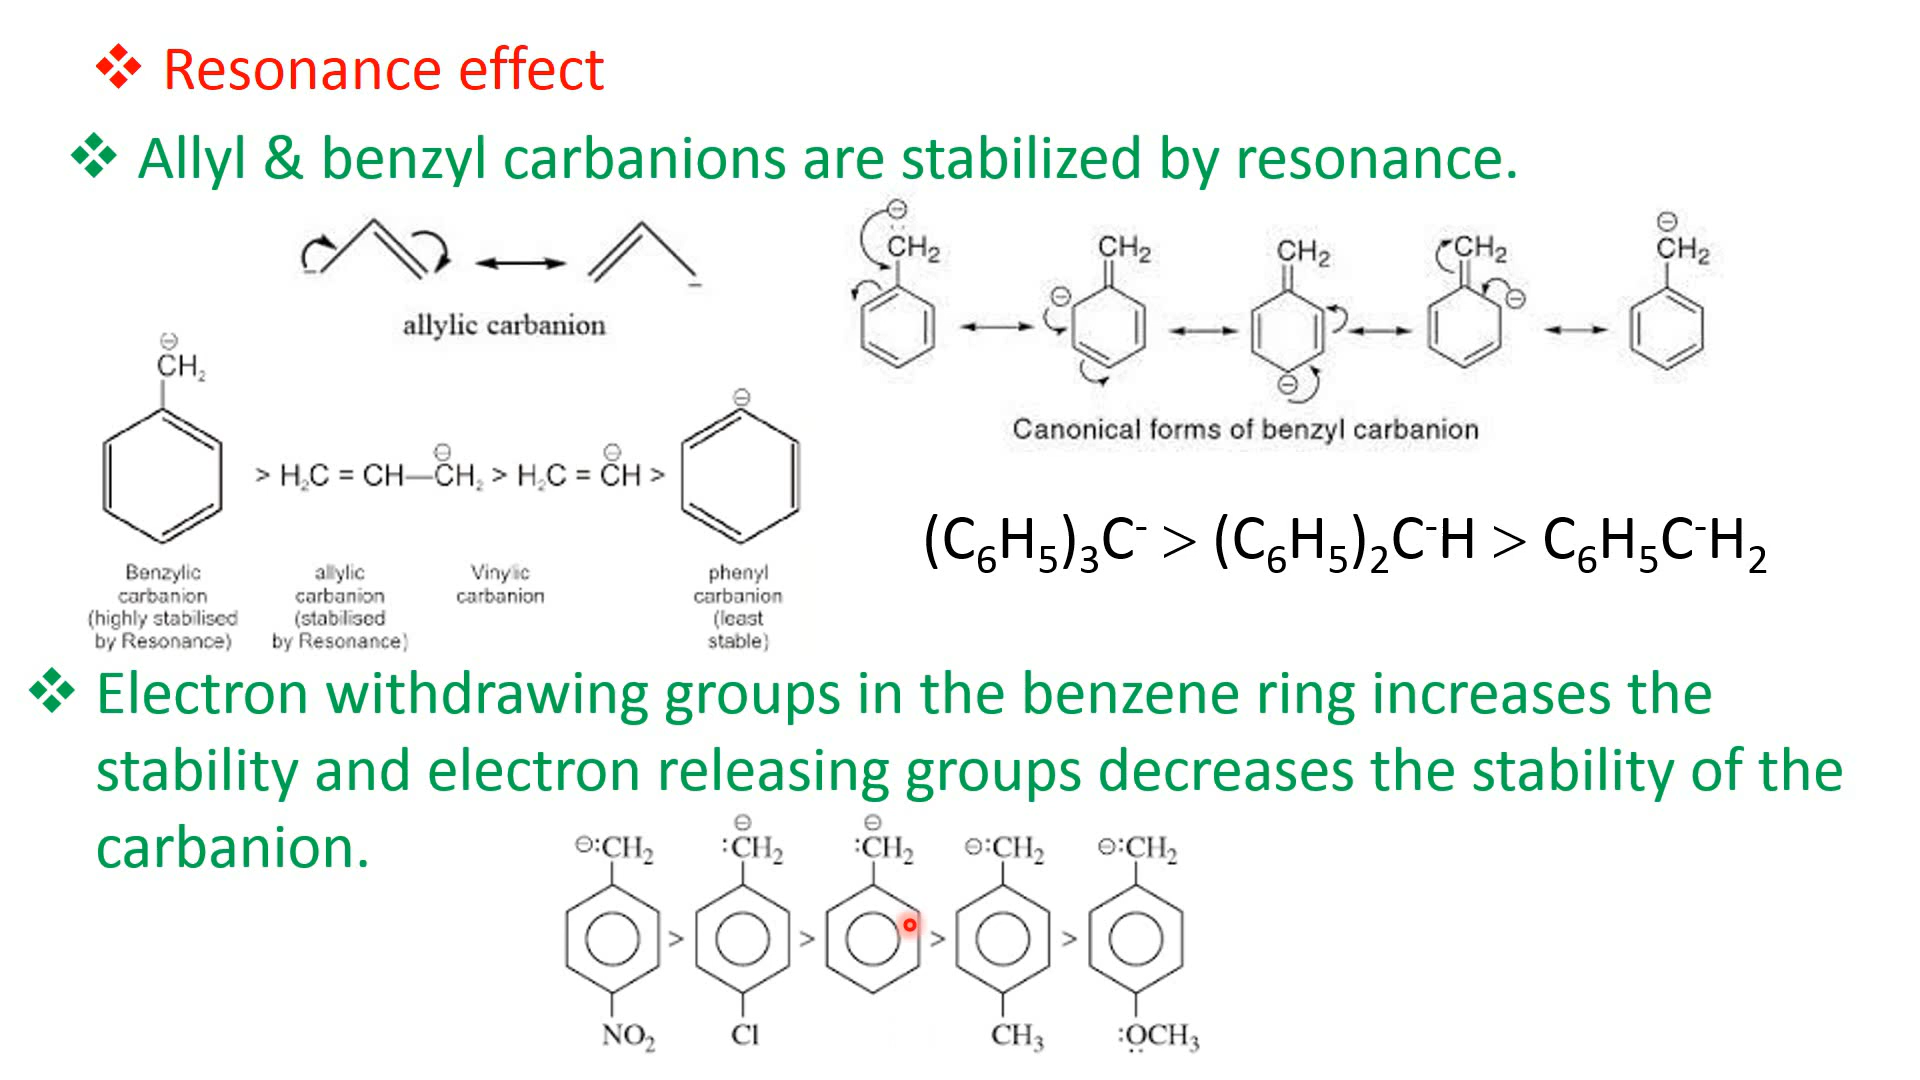 ❖ Resonance effect
❖ Allyl & benzyl carbanions are stabilized by resonance.
⊖
CH₂ CH₂ CH₂ CH₂ CH₂
⊖ ⊖ ⊖ ⊖
allylic carbanion
Canonical forms of benzyl carbanion
⊖
CH₂
> H₂C = CH—CH₂ > H₂C = CH >
⊖ ⊖ ⊖
Benzylic carbanion
(highly stabilised
by Resonance)
allylic
carbanion
(stabilised
by Resonance)
Vinylic
carbanion
phenyl
carbanion
(least
stable)
(C₆H₅)₃C⁻ > (C₆H₅)₂C⁻H > C₆H₅C⁻H₂
❖ Electron withdrawing groups in the benzene ring increases the
stability and electron releasing groups decreases the stability of the
carbanion.
⊖:CH₂ ⊖:CH₂ ⊖:CH₂ ⊖:CH₂ ⊖:CH₂
> > > >
NO₂ Cl CH₃ :OCH₃